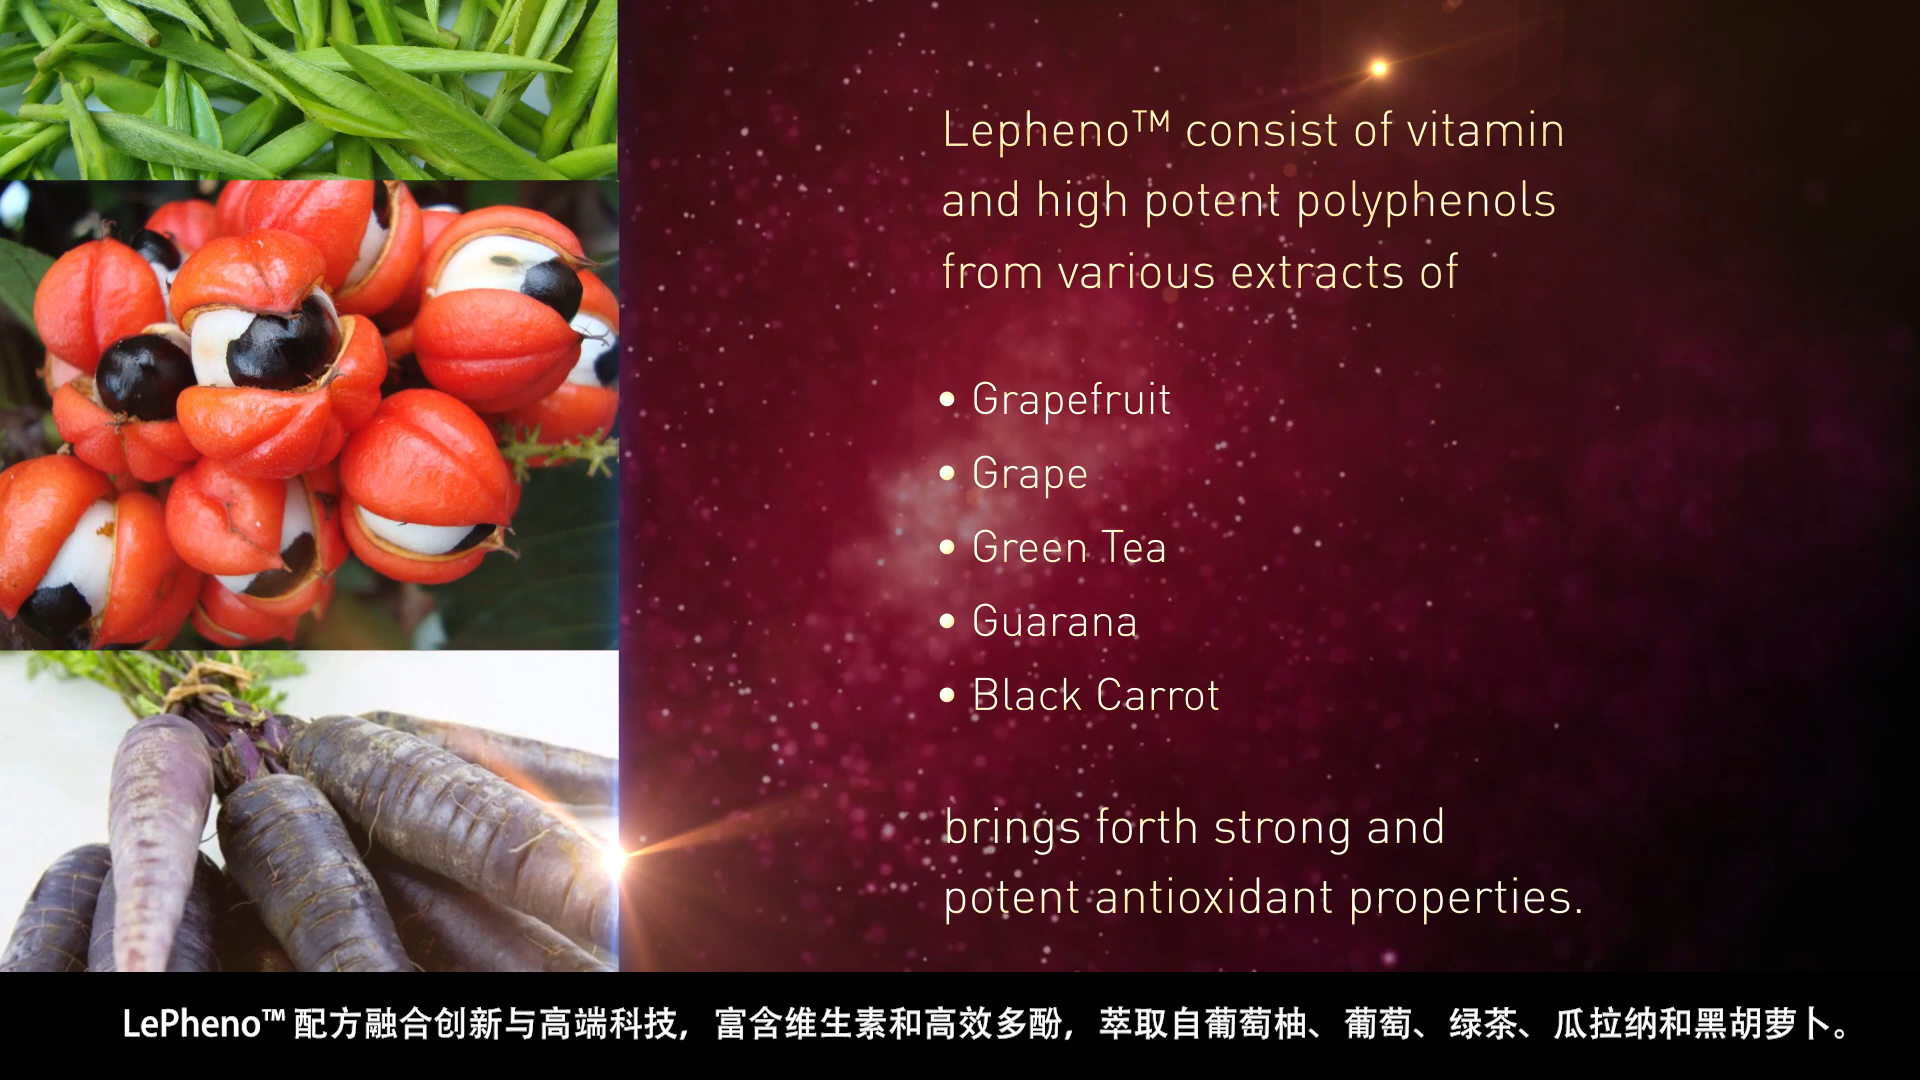 Lepheno™ consist of vitamin
and high potent polyphenols
from various extracts of
• Grapefruit
• Grape
• Green Tea
• Guarana
• Black Carrot
brings forth strong and
potent antioxidant properties.
LePheno™ 配方融合创新与高端科技，富含维生素和高效多酚，萃取自葡萄柚、葡萄、绿茶、瓜拉纳和黑胡萝卜。